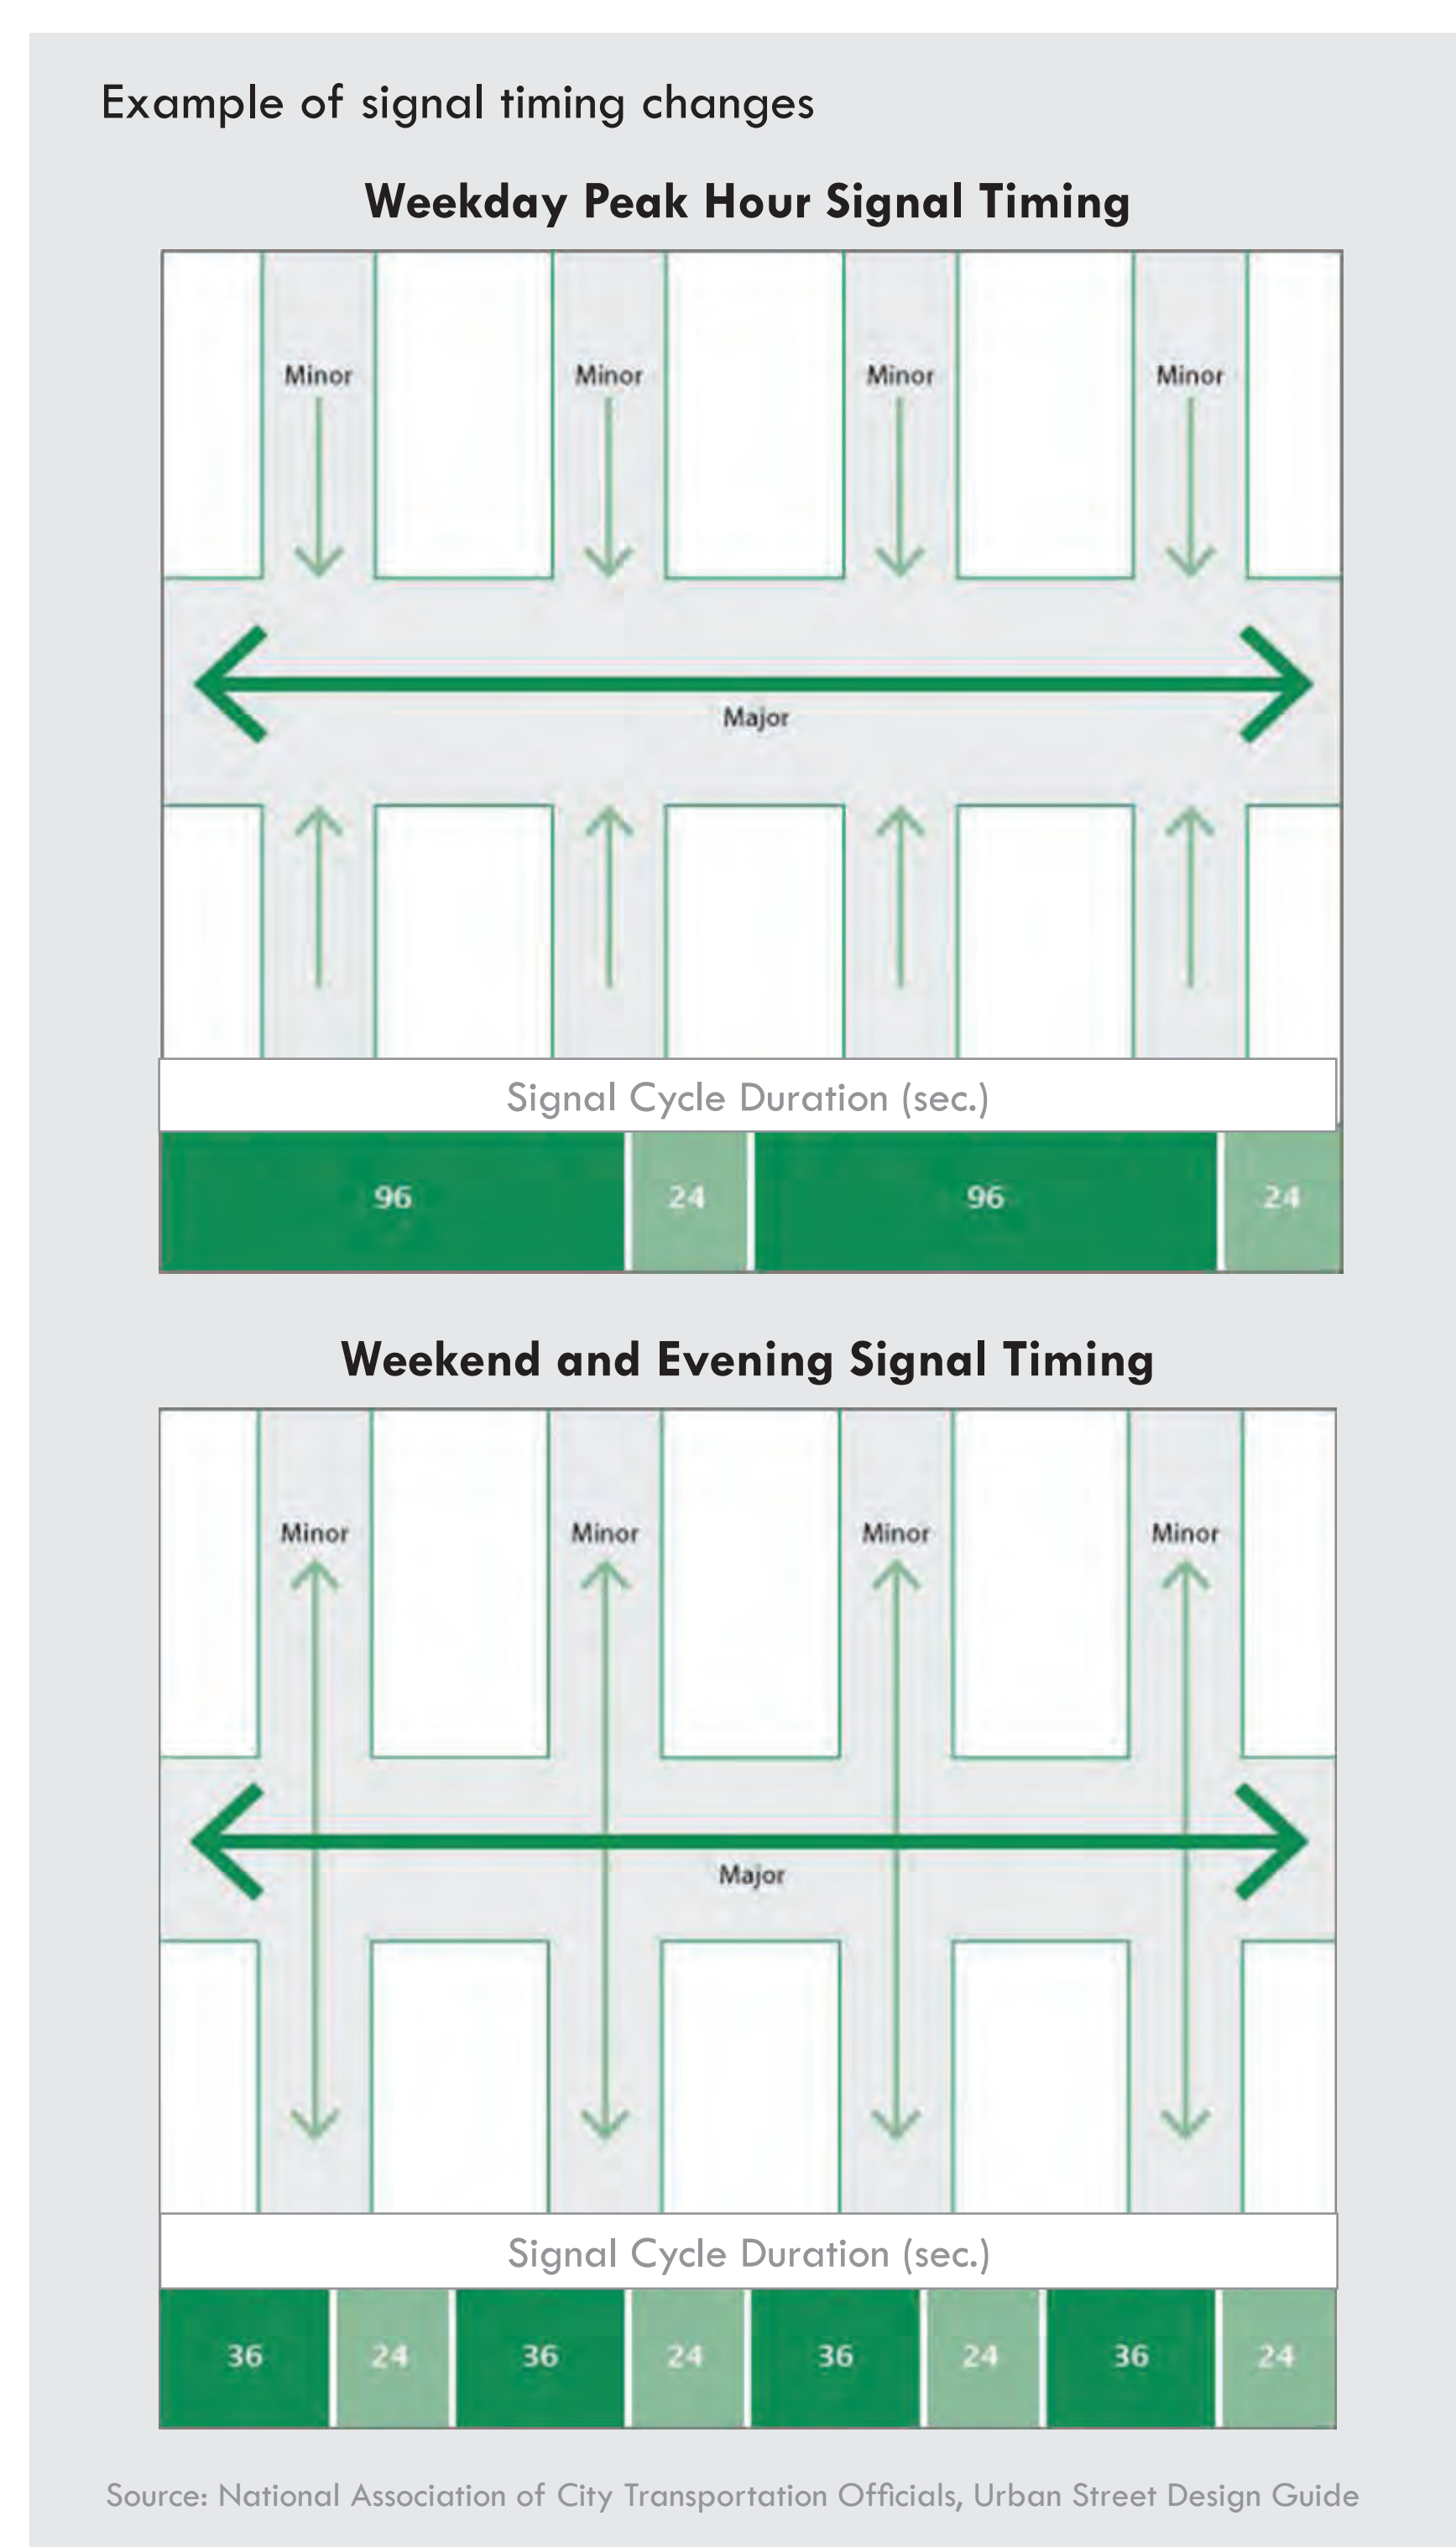 Example of signal timing changes
Weekday Peak Hour Signal Timing
Minor Minor Minor Minor
Major
Signal Cycle Duration (sec.)
96 24 96 24
Weekend and Evening Signal Timing
Minor Minor Minor Minor
Major
Signal Cycle Duration (sec.)
36 24 36 24 36 24 36 24
Source: National Association of City Transportation Officials, Urban Street Design Guide